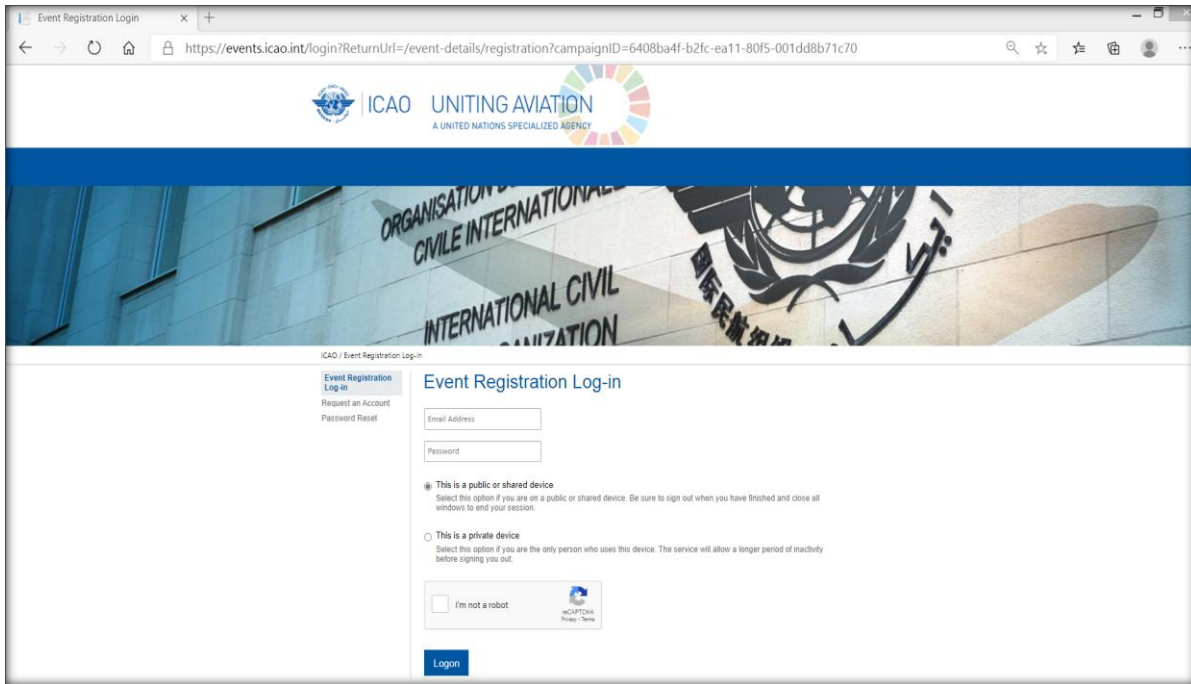 Event Registration Login
https://events.icao.int/login?ReturnUrl=/event-details/registration?campaignID=6408ba4f-b2fc-ea11-80f5-001dd8b71c70
ICAO UNITING AVIATION
A UNITED NATIONS SPECIALIZED AGENCY
ORGANISATION
CIVILE INTERNATIONALE
INTERNATIONAL CIVIL
国际民航组织
ICAO / Event Registration Log-in
Event Registration
Log-in
Request an Account
Password Reset
Event Registration Log-in
Email Address
Password
This is a public or shared device
Select this option if you are on a public or shared device. Be sure to sign out when you have finished and close all
windows to end your session.
This is a private device
Select this option if you are the only person who uses this device. The service will allow a longer period of inactivity
before signing you out.
I'm not a robot
reCAPTCHA
Privacy - Terms
Logon